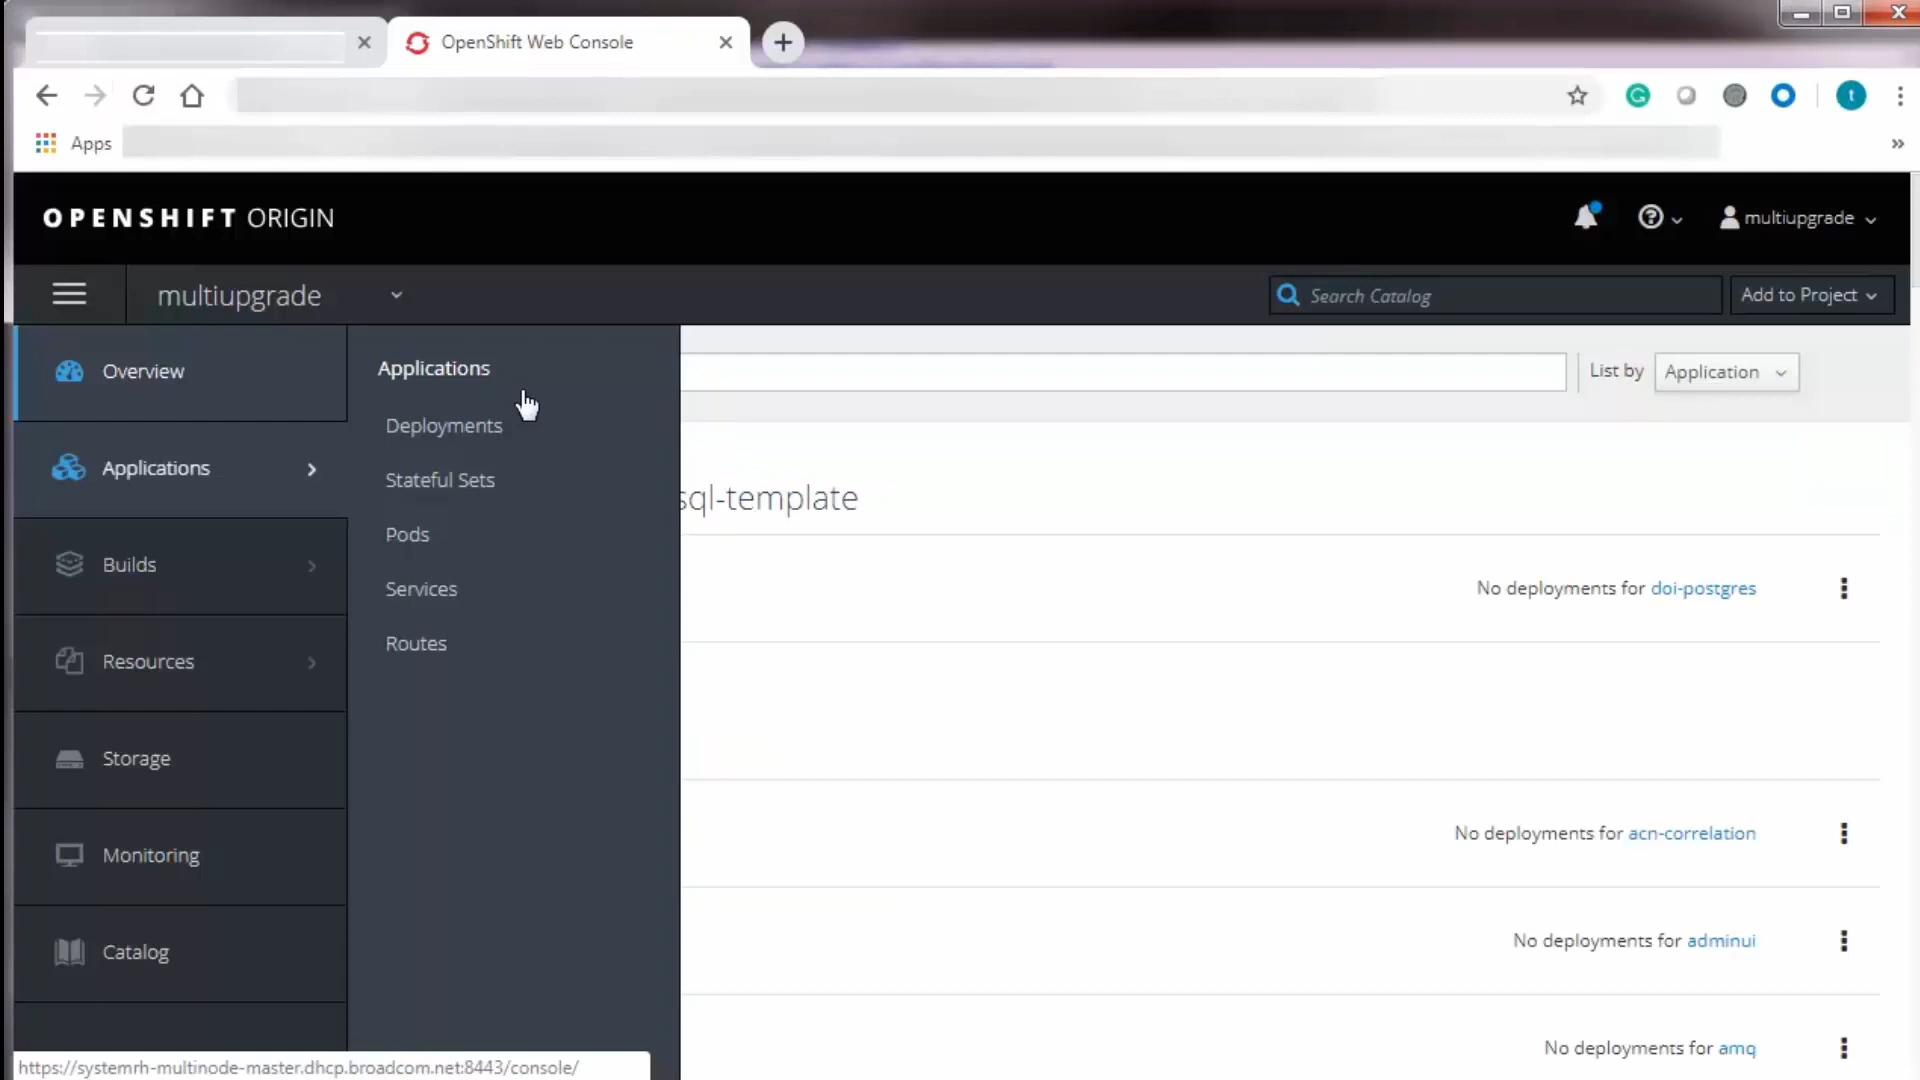 OpenShift Web Console
Apps
OPENSHIFT ORIGIN
multiupgrade
multiupgrade
Search Catalog
Add to Project
Overview
Applications
Builds
Resources
Storage
Monitoring
Catalog
Applications
Deployments
Stateful Sets
Pods
Services
Routes
List by
Application
sql-template
No deployments for doi-postgres
No deployments for acn-correlation
No deployments for adminui
No deployments for amq
https://systemrh-multinode-master.dhcp.broadcom.net:8443/console/